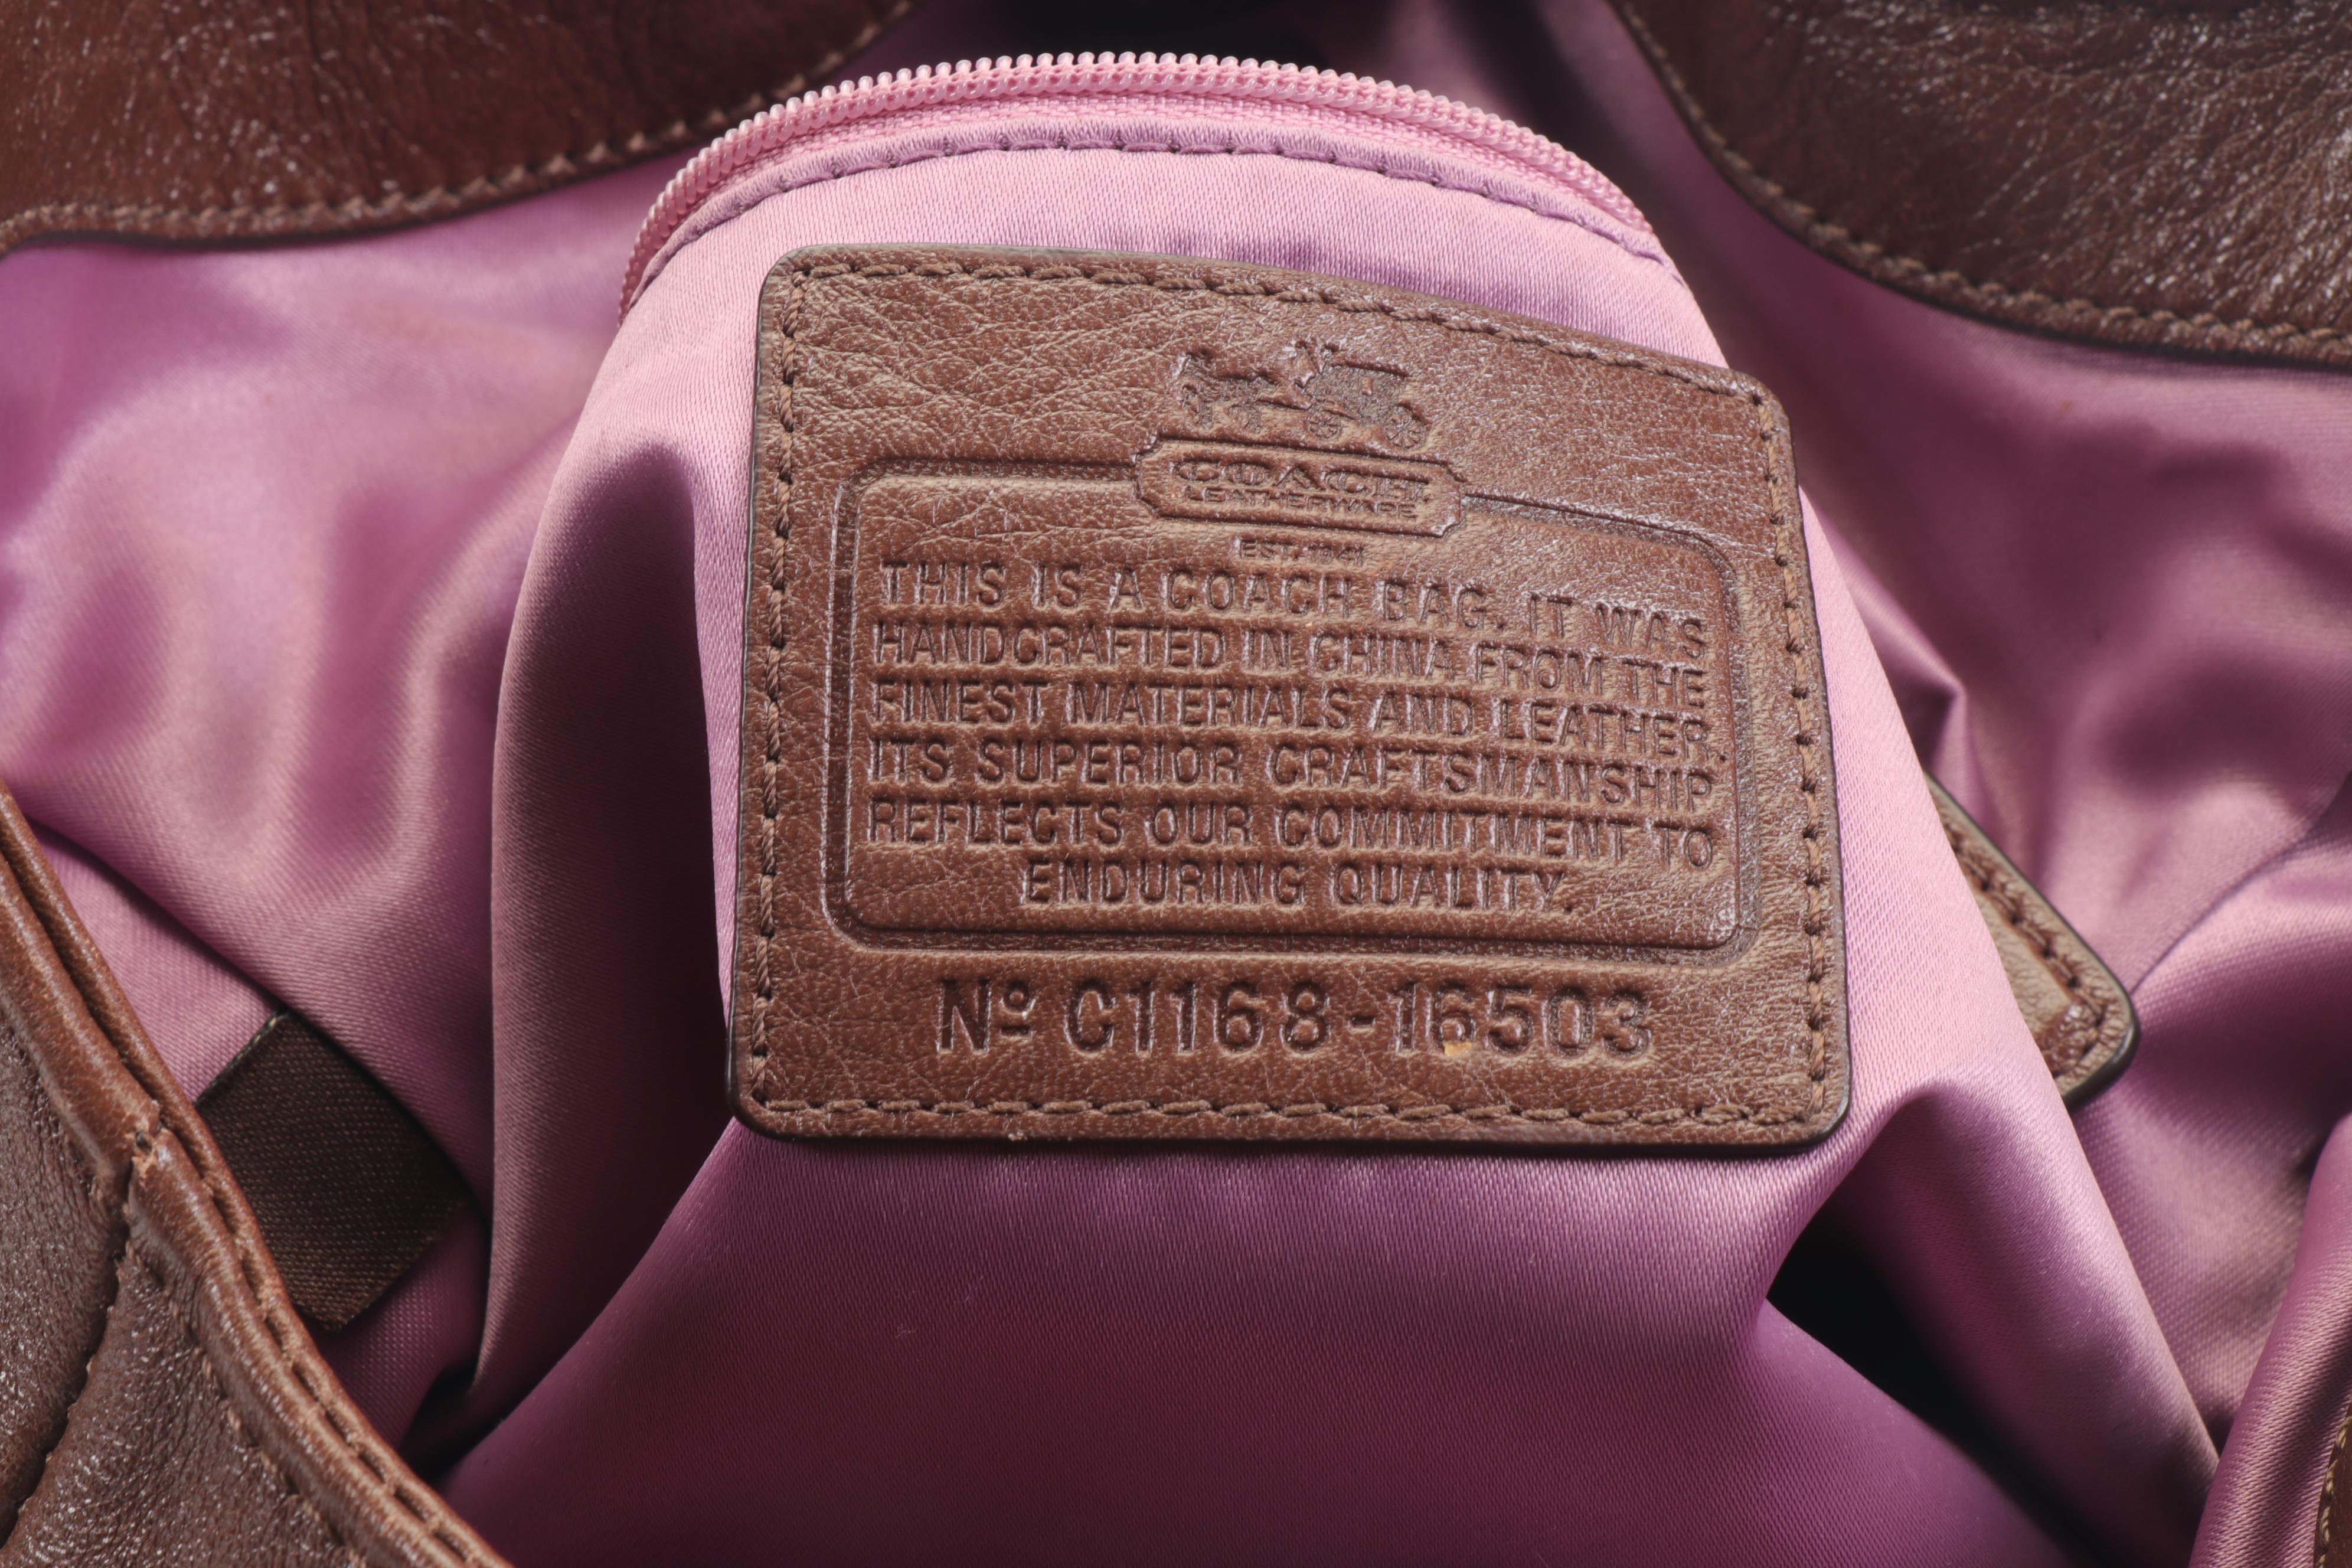 COACH
LEATHERWARE
EST. 1941
THIS IS A COACH BAG. IT WAS
HANDCRAFTED IN CHINA FROM THE
FINEST MATERIALS AND LEATHER.
ITS SUPERIOR CRAFTSMANSHIP
REFLECTS OUR COMMITMENT TO
ENDURING QUALITY.
Nº C1168-16503